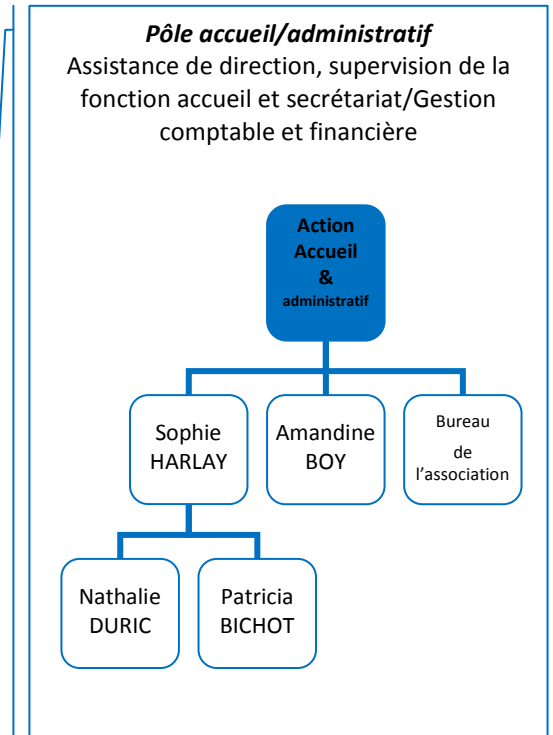 Pôle accueil/administratif
Assistance de direction, supervision de la
fonction accueil et secrétariat/Gestion
comptable et financière
Action
Accueil
&
administratif
Sophie
HARLAY
Amandine
BOY
Bureau
de
l’association
Nathalie
DURIC
Patricia
BICHOT